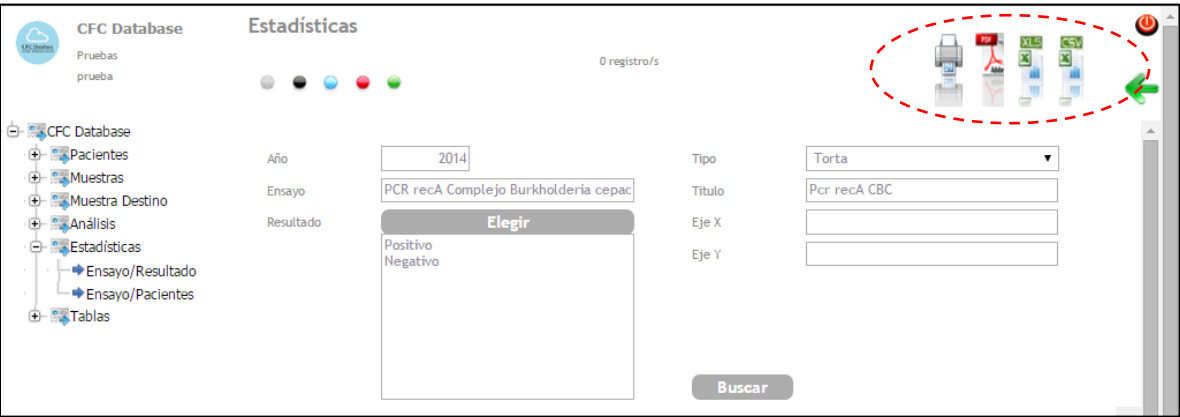 CFC Database
Pruebas
prueba
Estadísticas
0 registro/s
PDF
Adobe
XLS
CSV
CFC Database
Pacientes
Muestras
Muestra Destino
Análisis
Estadísticas
Ensayo/Resultado
Ensayo/Pacientes
Tablas
Año
2014
Ensayo
PCR recA Complejo Burkholderia cepac
Resultado
Elegir
Positivo
Negativo
Tipo
Torta
Titulo
Pcr recA CBC
Eje X
Eje Y
Buscar